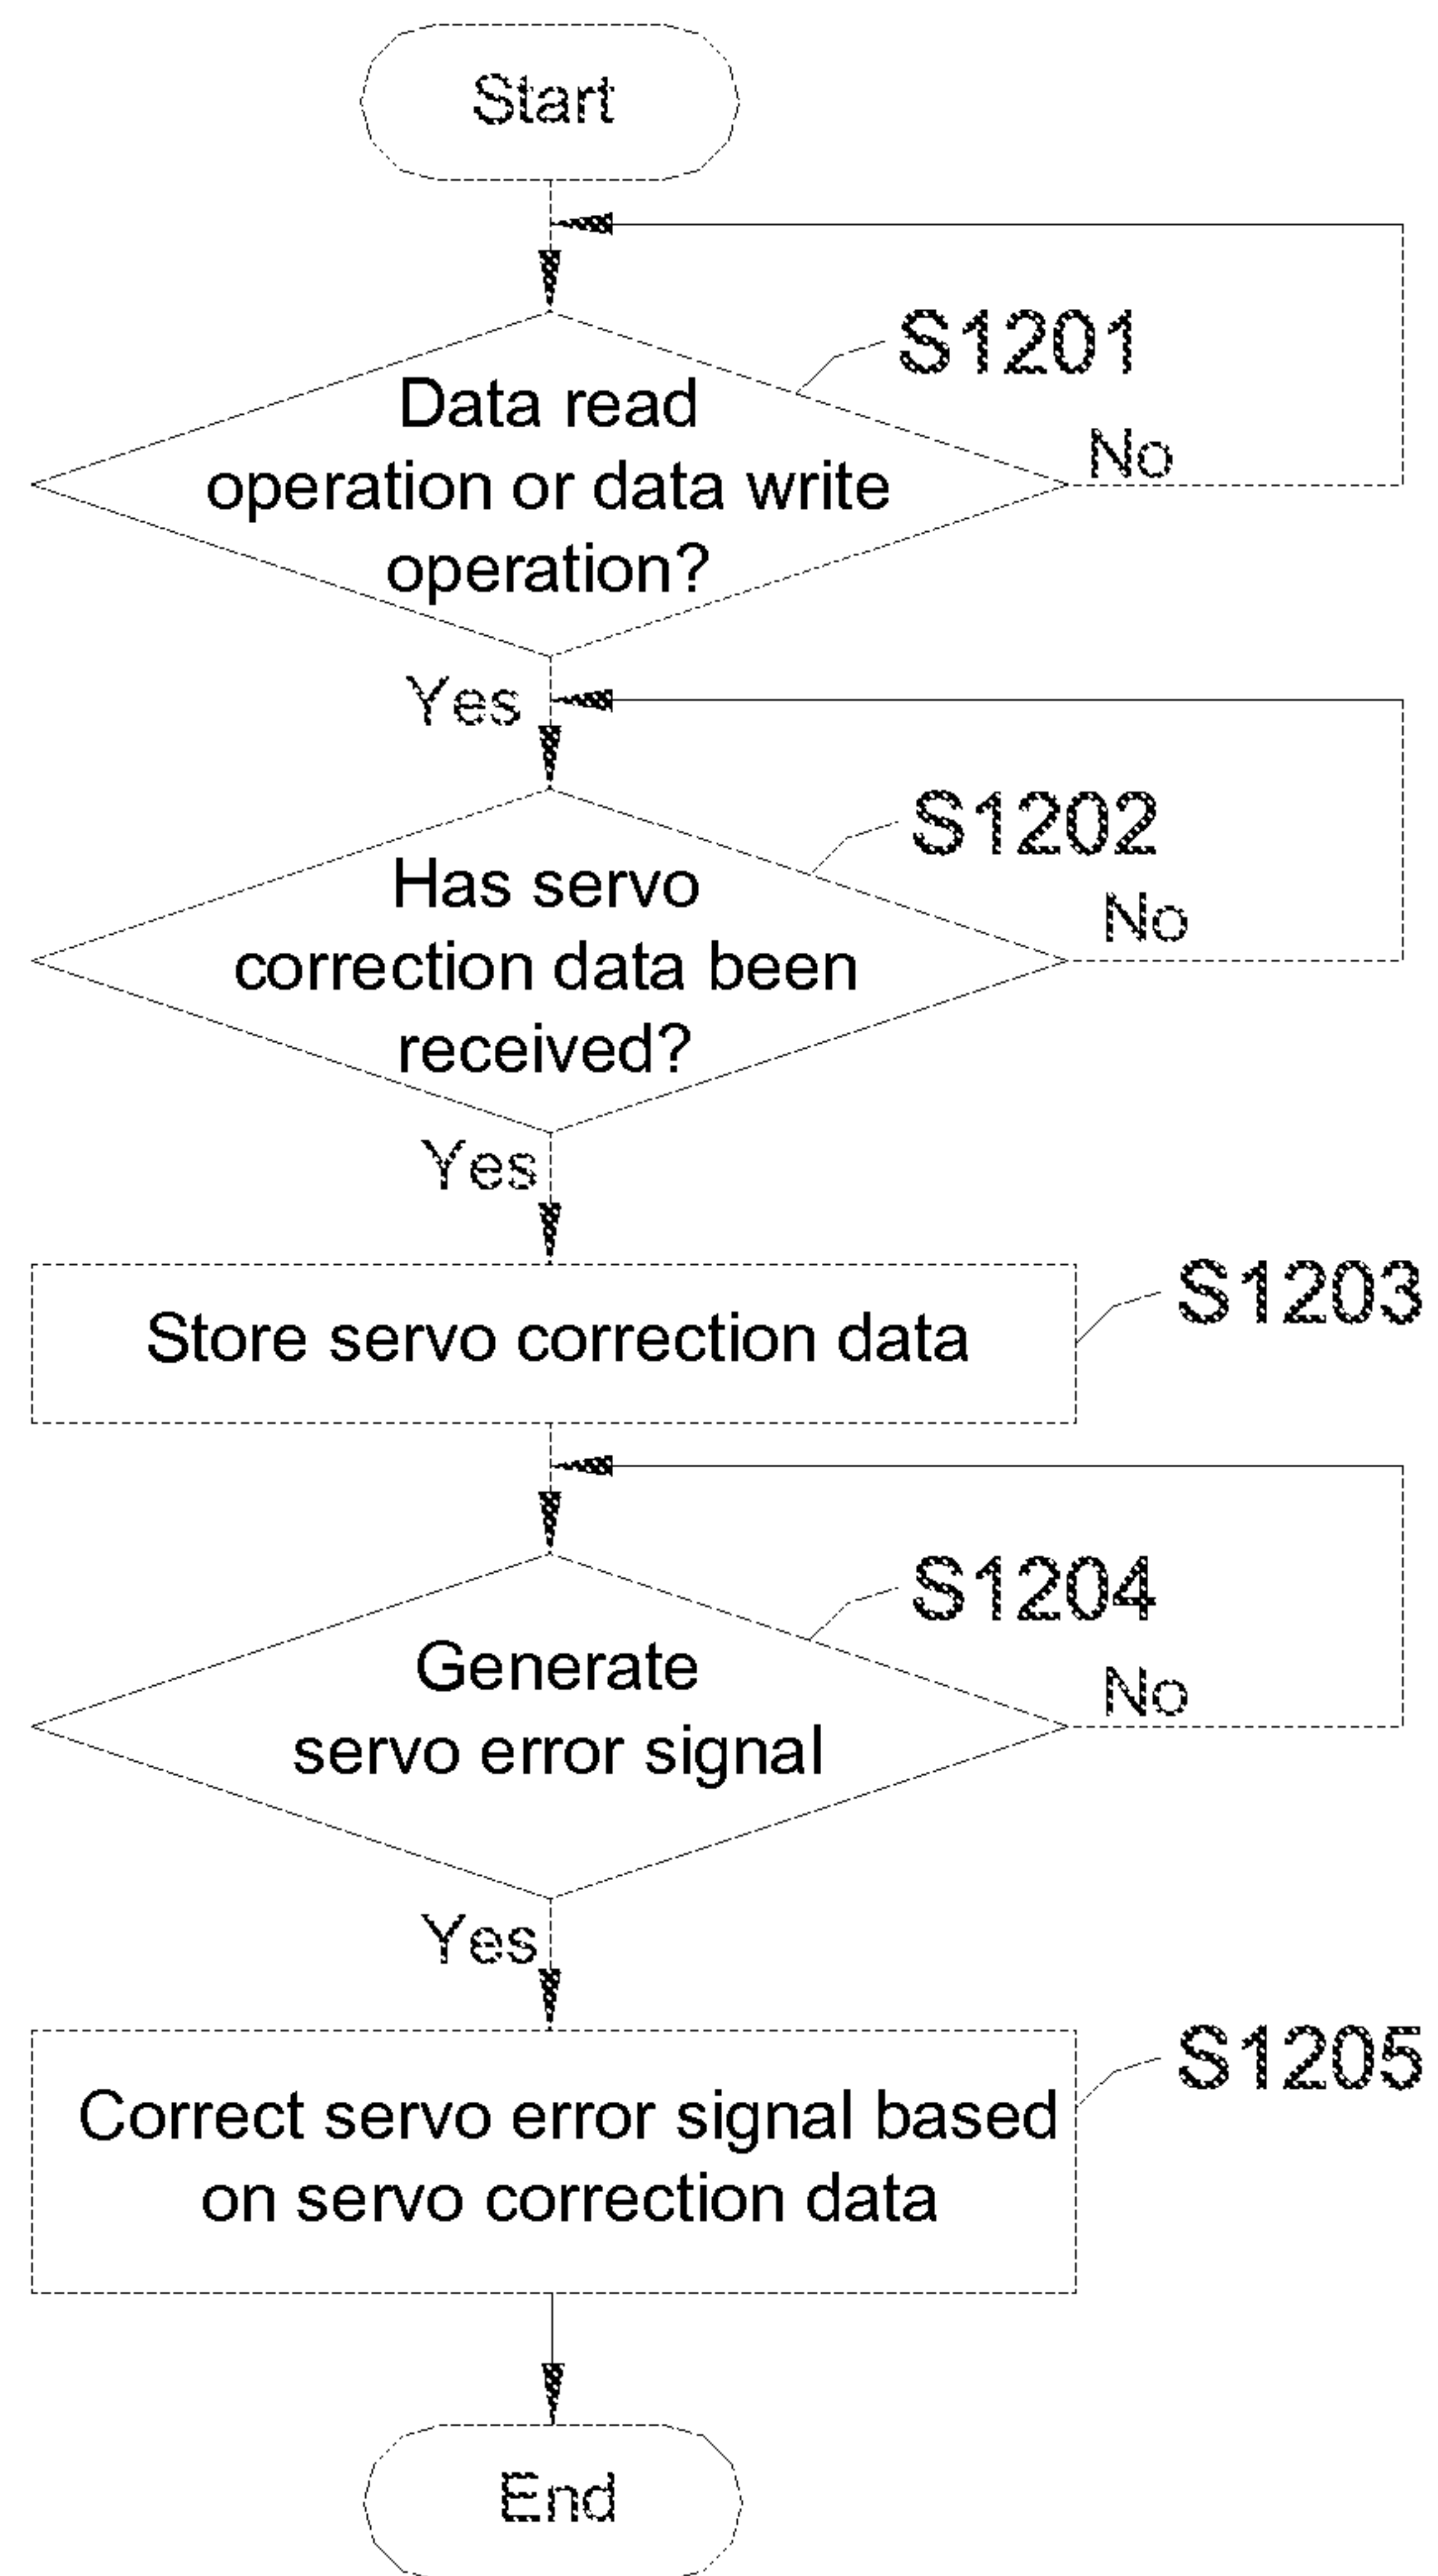 Start
S1201
Data read
operation or data write
operation?
No
Yes
S1202
Has servo
correction data been
received?
No
Yes
S1203
Store servo correction data
S1204
Generate
servo error signal
No
Yes
S1205
Correct servo error signal based
on servo correction data
End